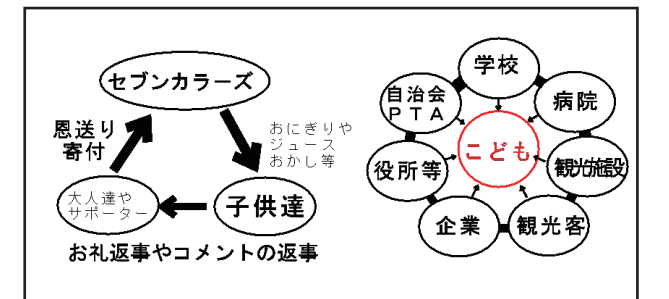 セブンカラーズ
恩送り
寄付
おにぎりや
ジュース
おかし等
大人達や
サポーター
子供達
お礼返事やコメントの返事
学校
自治会
PTA
病院
こども
役所等
観光施設
企業
観光客